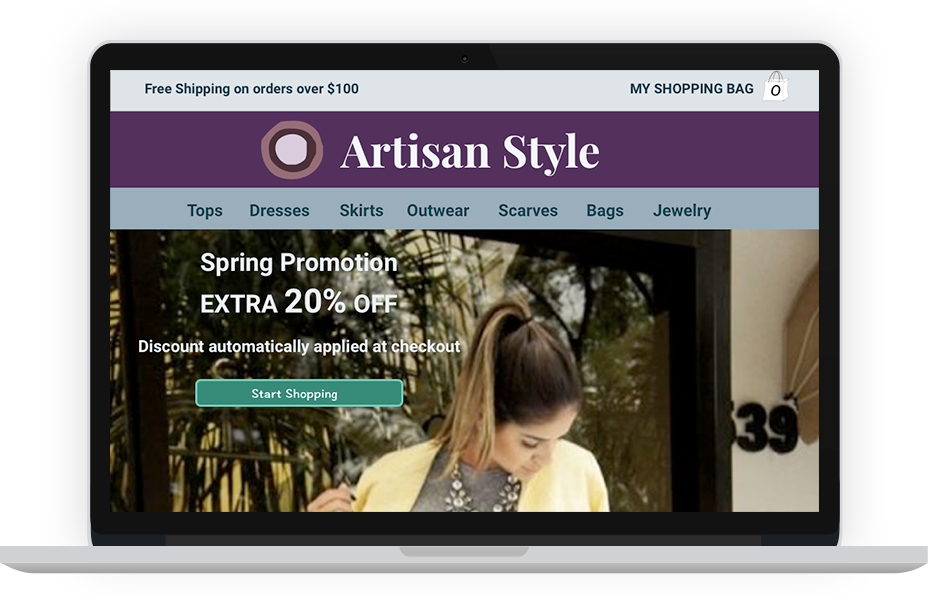 Free Shipping on orders over $100
MY SHOPPING BAG 0
Artisan Style
Tops Dresses Skirts Outwear Scarves Bags Jewelry
Spring Promotion
EXTRA 20% OFF
Discount automatically applied at checkout
Start Shopping
39